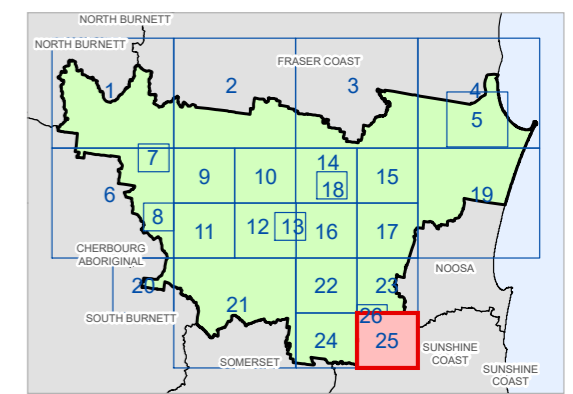 NORTH BURNETT
NORTH BURNETT
FRASER COAST
1
2
3
4
5
7
9
10
14
15
18
6
19
8
11
12
13
16
17
CHERBOURG
ABORIGINAL
NOOSA
20
22
23
21
SOUTH BURNETT
26
24
25
SUNSHINE
COAST
SOMERSET
SUNSHINE
COAST